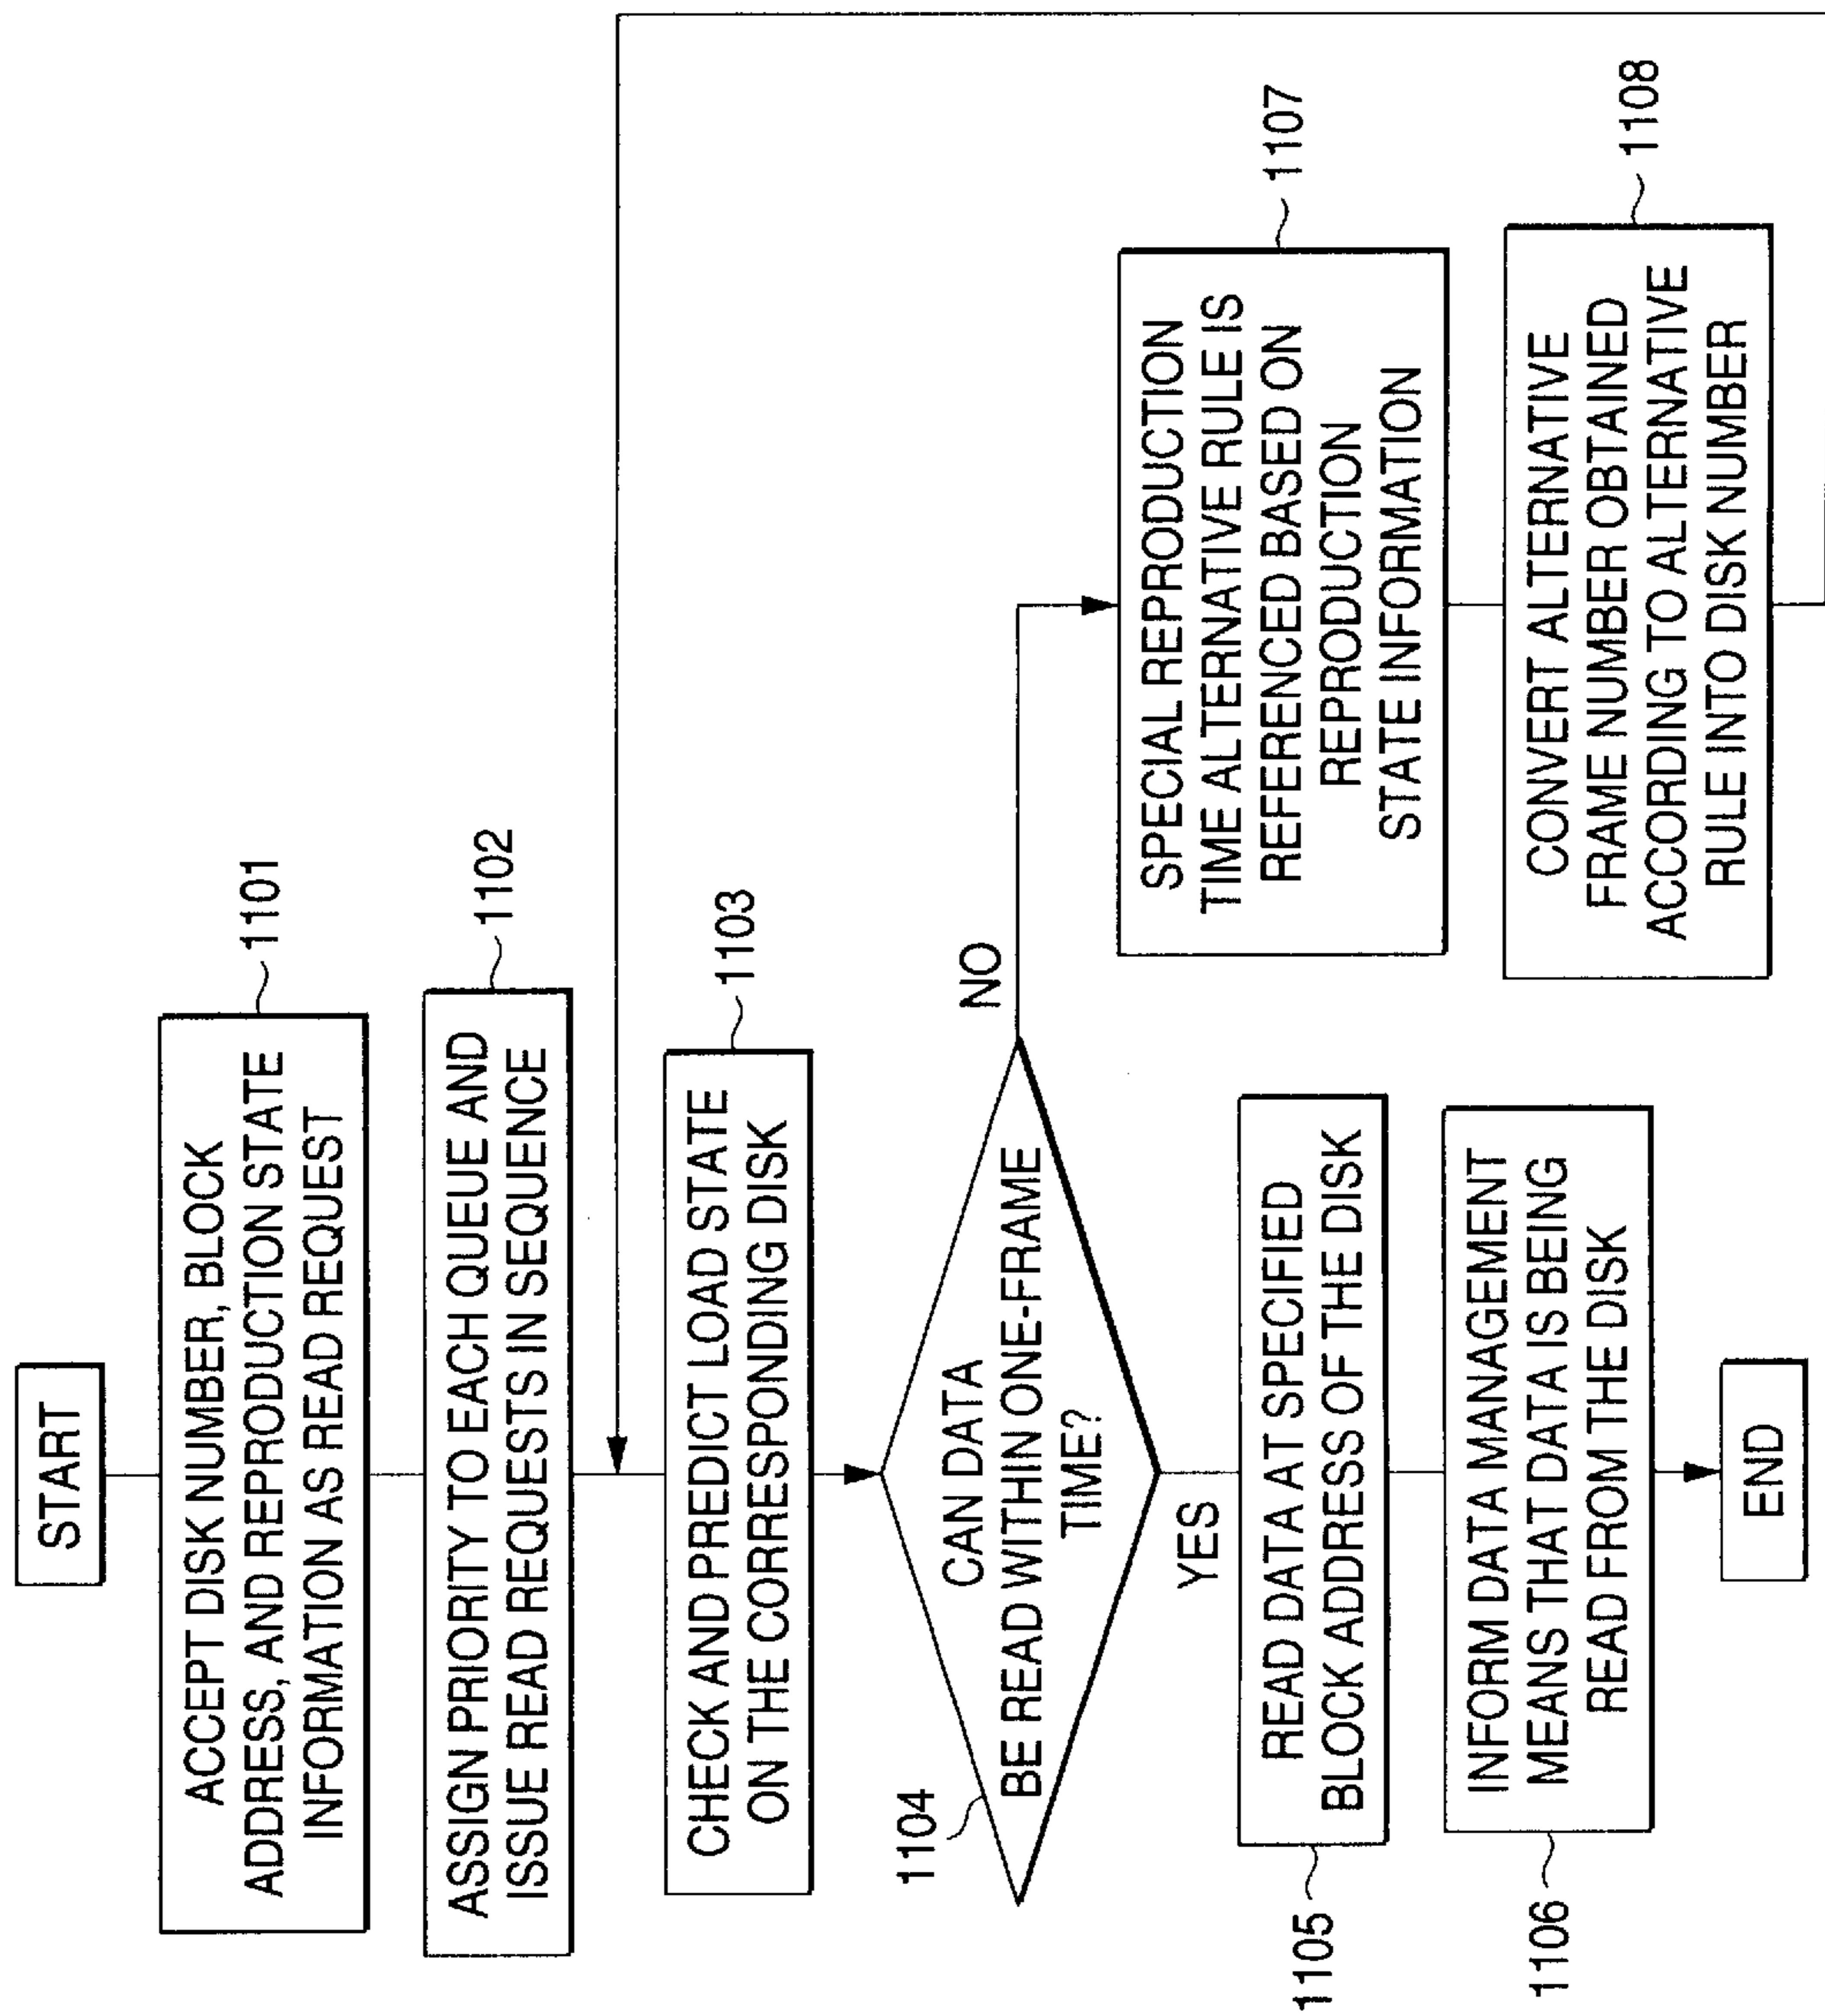 START
ACCEPT DISK NUMBER, BLOCK
ADDRESS, AND REPRODUCTION STATE
INFORMATION AS READ REQUEST
1101
ASSIGN PRIORITY TO EACH QUEUE AND
ISSUE READ REQUESTS IN SEQUENCE
1102
CHECK AND PREDICT LOAD STATE
ON THE CORRESPONDING DISK
1103
1104
CAN DATA
BE READ WITHIN ONE-FRAME
TIME?
NO
YES
READ DATA AT SPECIFIED
BLOCK ADDRESS OF THE DISK
1105
INFORM DATA MANAGEMENT
MEANS THAT DATA IS BEING
READ FROM THE DISK
1106
END
SPECIAL REPRODUCTION
TIME ALTERNATIVE RULE IS
REFERENCED BASED ON
REPRODUCTION
STATE INFORMATION
1107
CONVERT ALTERNATIVE
FRAME NUMBER OBTAINED
ACCORDING TO ALTERNATIVE
RULE INTO DISK NUMBER
1108